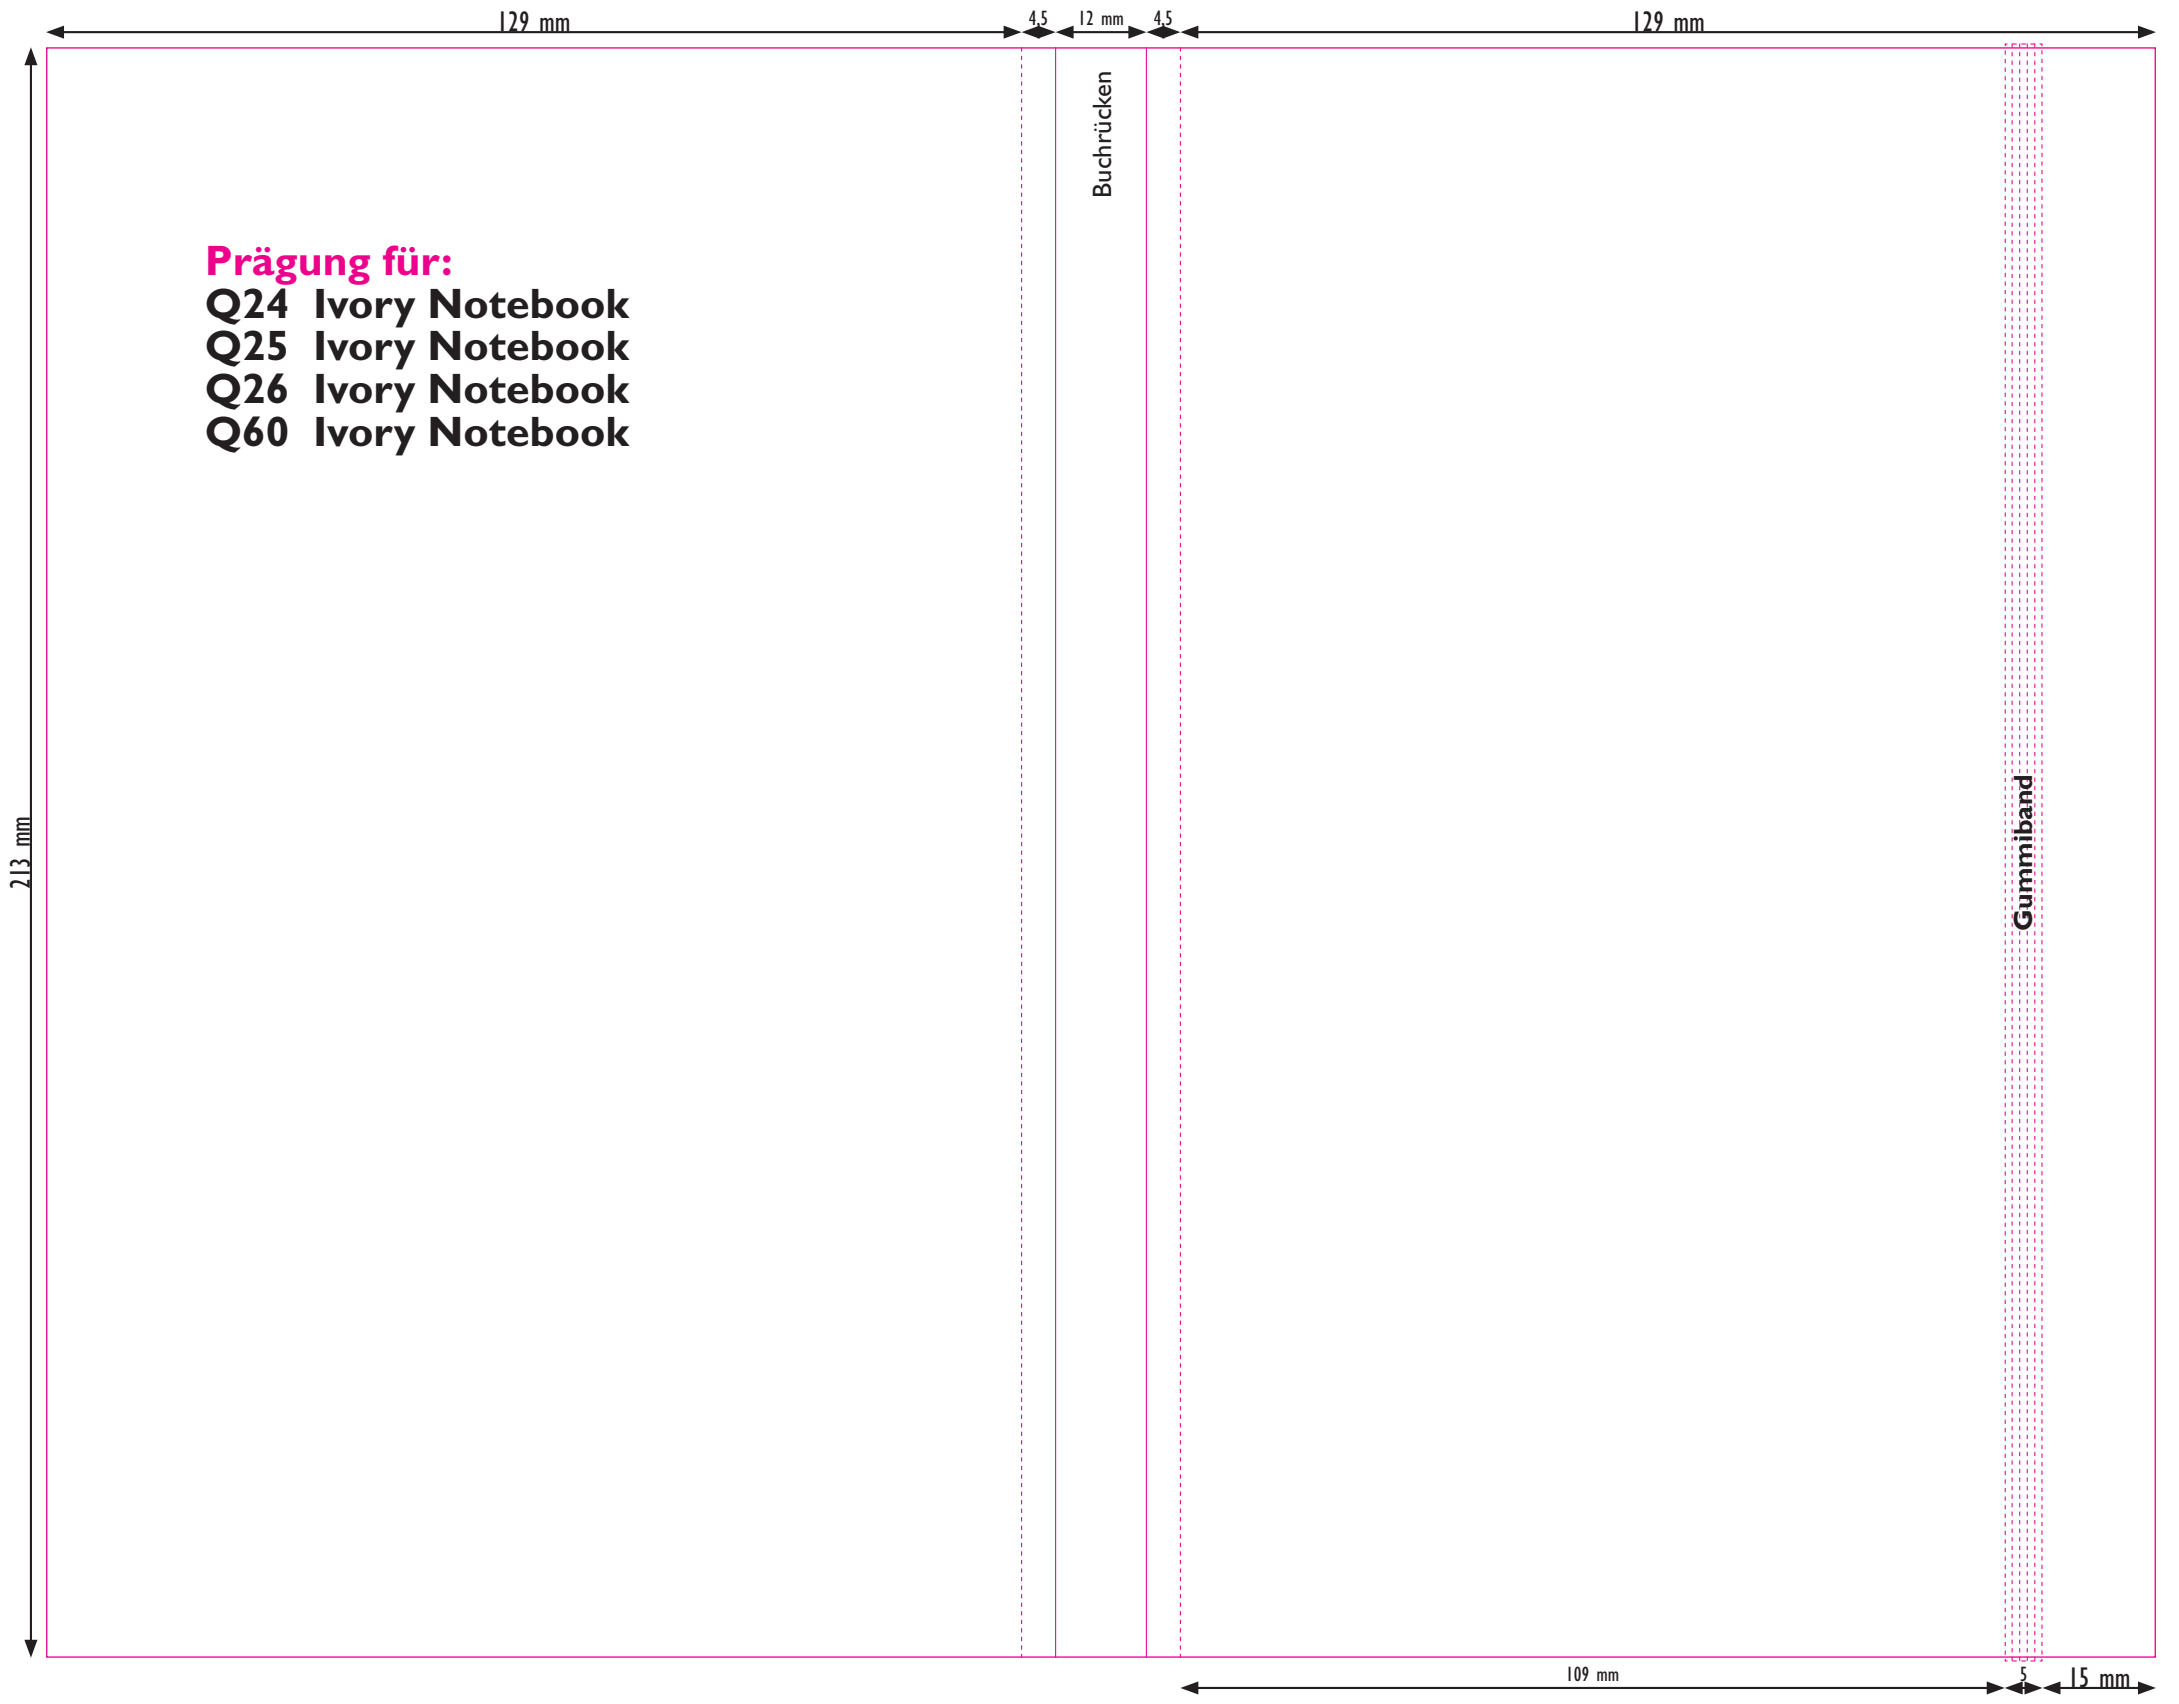 129 mm
4,5
12 mm
4,5
129 mm
Buchrücken
Prägung für:
Q24 Ivory Notebook
Q25 Ivory Notebook
Q26 Ivory Notebook
Q60 Ivory Notebook
213 mm
Gummiband
109 mm
5
15 mm